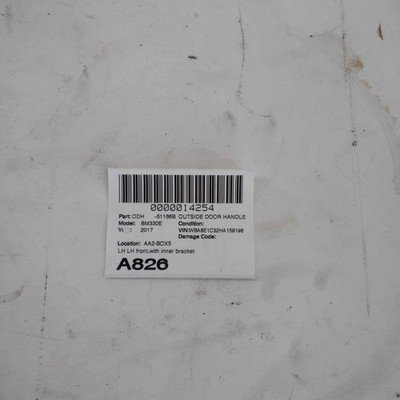 0000014254
Part: ODH -51166B OUTSIDE DOOR HANDLE
Model: BM330E Condition:
Yr: 2017 VIN:WBA8E1C32HA159198
Damage Code:
Location: AA2-BOX5
LH LH front,with inner bracket
A826